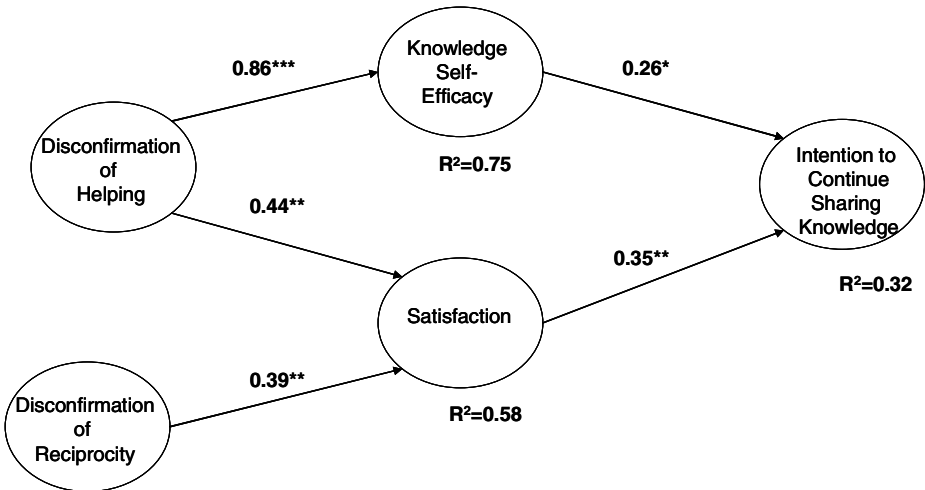 Knowledge
Self-
Efficacy
0.86***
0.26*
Disconfirmation
of
Helping
R²=0.75
Intention to
Continue
Sharing
Knowledge
0.44**
0.35**
R²=0.32
Satisfaction
0.39**
R²=0.58
Disconfirmation
of
Reciprocity